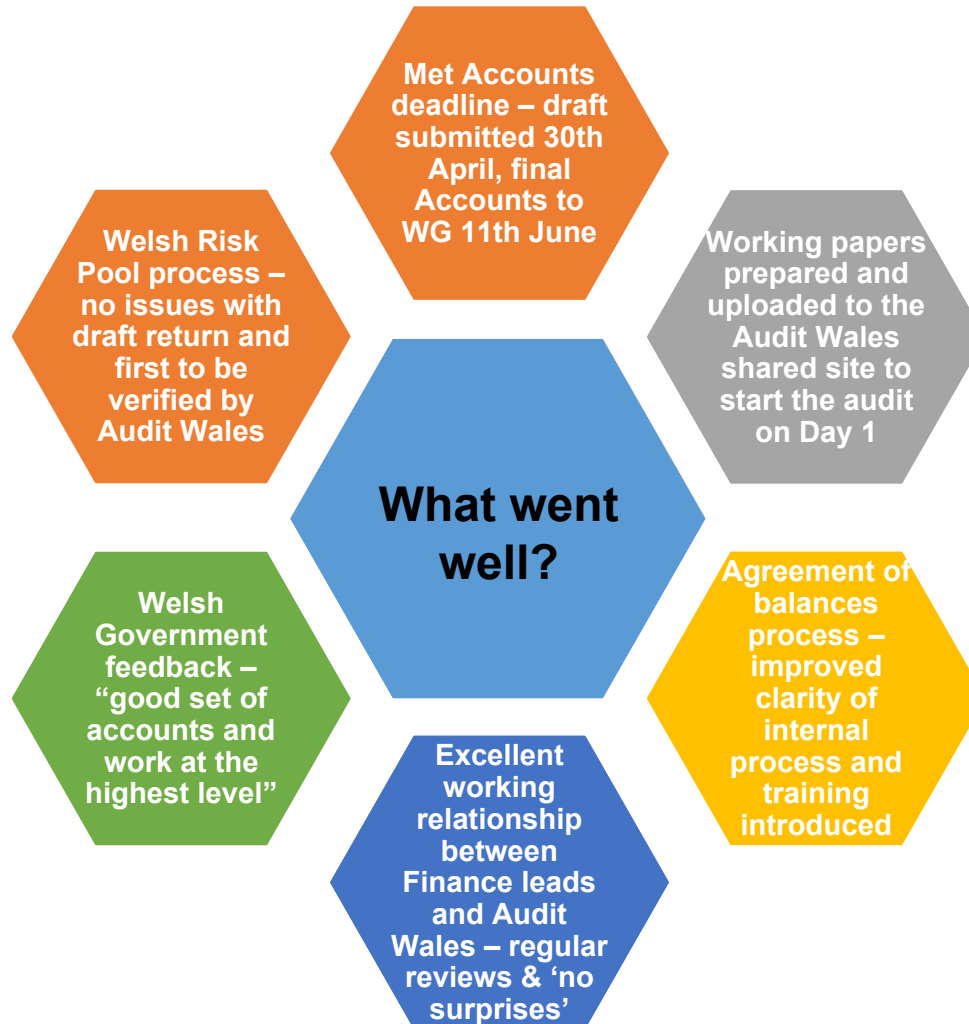 Met Accounts
deadline – draft
submitted 30th
April, final
Accounts to
WG 11th June
Working papers
prepared and
uploaded to the
Audit Wales
shared site to
start the audit
on Day 1
Agreement of
balances
process –
improved
clarity of
internal
process and
training
introduced
Excellent
working
relationship
between
Finance leads
and Audit
Wales – regular
reviews & ‘no
surprises’
Welsh
Government
feedback –
“good set of
accounts and
work at the
highest level”
Welsh Risk
Pool process –
no issues with
draft return and
first to be
verified by
Audit Wales
What went
well?